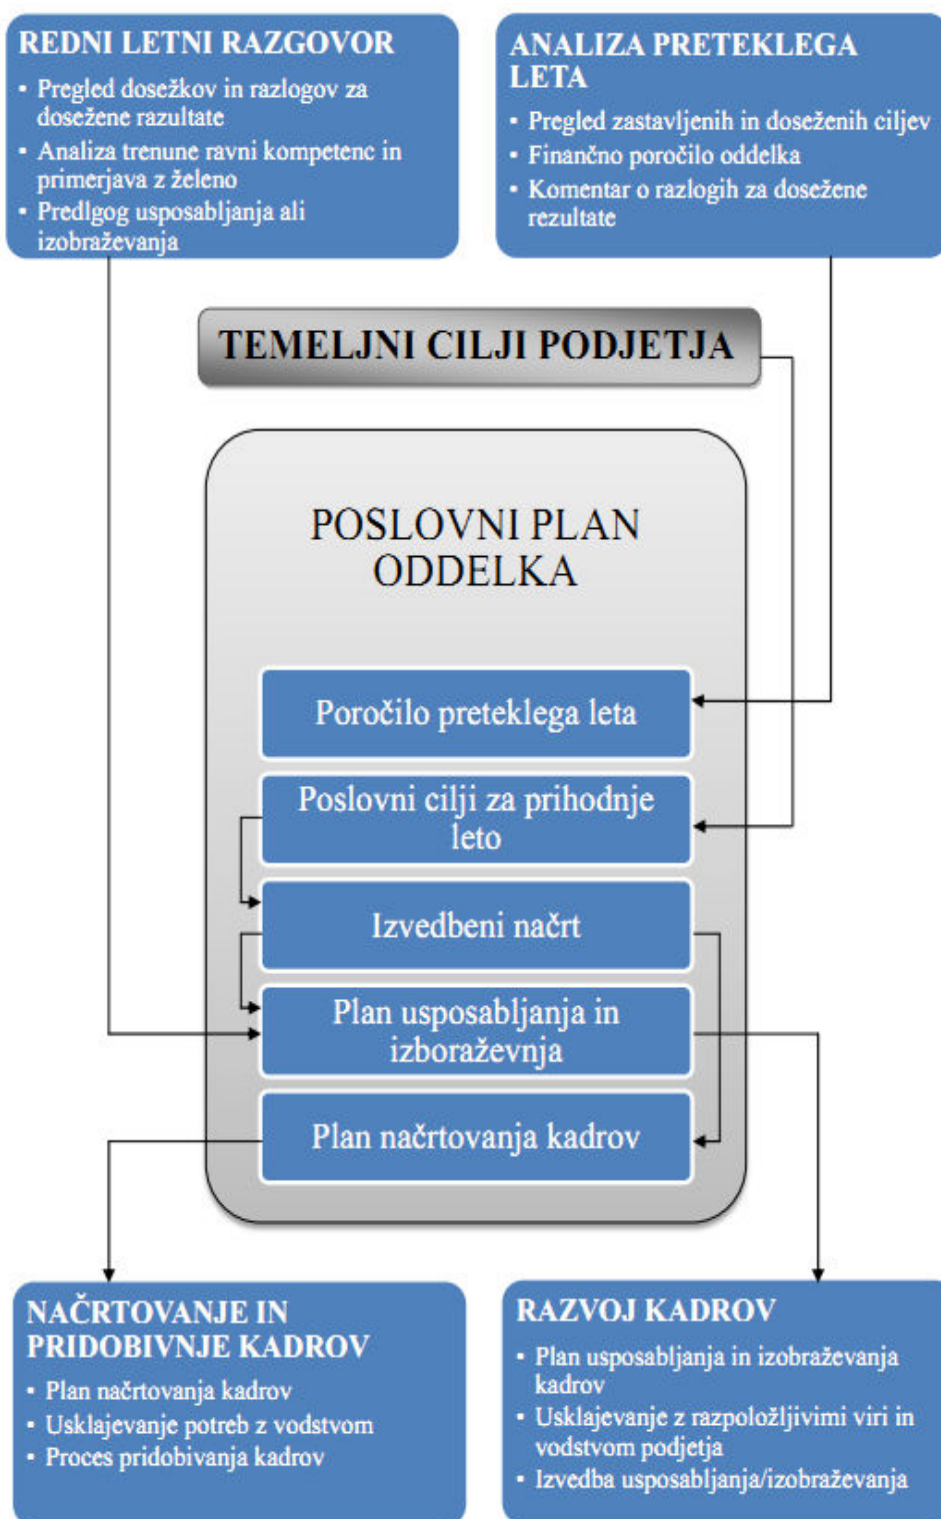 REDNI LETNI RAZGOVOR
▪ Pregled dosežkov in razlogov za
dosežene razultate
▪ Analiza trenune ravni kompetenc in
primerjava z želeno
▪ Predlgog usposabljanja ali
izobraževanja
ANALIZA PRETEKLEGA
LETA
▪ Pregled zastavljenih in doseženih ciljev
▪ Finančno poročilo oddelka
▪ Komentar o razlogih za dosežene
rezultate
TEMELJNI CILJI PODJETJA
POSLOVNI PLAN
ODDELKA
Poročilo preteklega leta
Poslovni cilji za prihodnje
leto
Izvedbeni načrt
Plan usposabljanja in
izboraževnja
Plan načrtovanja kadrov
NAČRTOVANJE IN
PRIDOBIVNJE KADROV
▪ Plan načrtovanja kadrov
▪ Usklajevanje potreb z vodstvom
▪ Proces pridobivanja kadrov
RAZVOJ KADROV
▪ Plan usposabljanja in izobraževanja
kadrov
▪ Usklajevanje z razpoložljivimi viri in
vodstvom podjetja
▪ Izvedba usposabljanja/izobraževanja